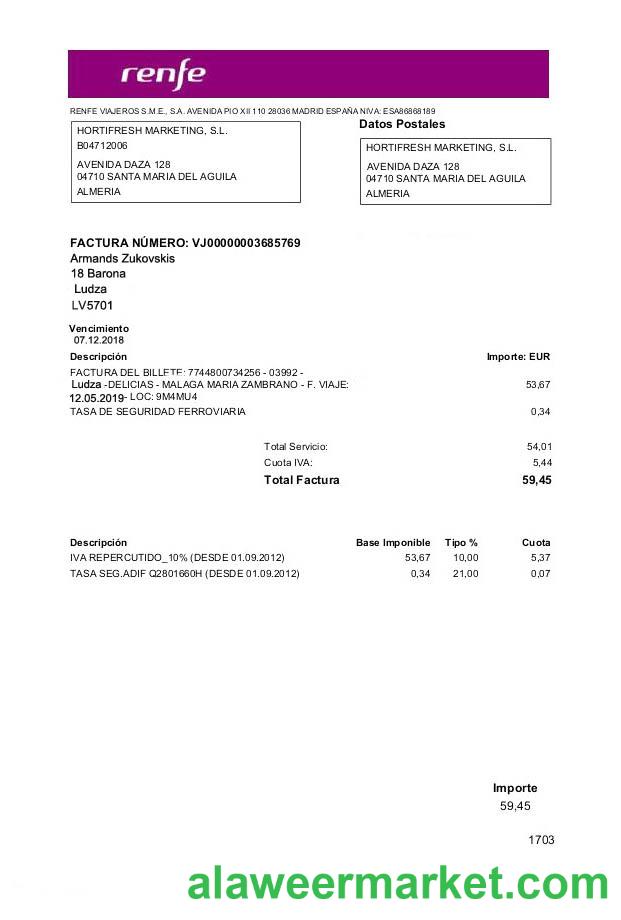 renfe
RENFE VIAJEROS S.M.E., S.A. AVENIDA PIO XII 110 28036 MADRID ESPAÑA NIVA: ESA86868189
HORTIFRESH MARKETING, S.L.
B04712006
AVENIDA DAZA 128
04710 SANTA MARIA DEL AGUILA
ALMERIA
Datos Postales
HORTIFRESH MARKETING, S.L.
AVENIDA DAZA 128
04710 SANTA MARIA DEL AGUILA
ALMERIA
FACTURA NÚMERO: VJ00000003685769
Armands Zukovskis
18 Barona
Ludza
LV5701
Vencimiento
07.12.2018
Descripción Importe: EUR
FACTURA DEL BILLETE: 7744800734256 - 03992 -
Ludza -DELICIAS - MALAGA MARIA ZAMBRANO - F. VIAJE: 53,67
12.05.2019- LOC: 9M4MU4
TASA DE SEGURIDAD FERROVIARIA 0,34
Total Servicio: 54,01
Cuota IVA: 5,44
Total Factura 59,45
Descripción Base Imponible Tipo % Cuota
IVA REPERCUTIDO_10% (DESDE 01.09.2012) 53,67 10,00 5,37
TASA SEG.ADIF Q2801660H (DESDE 01.09.2012) 0,34 21,00 0,07
Importe
59,45
1703
alaweermarket.com